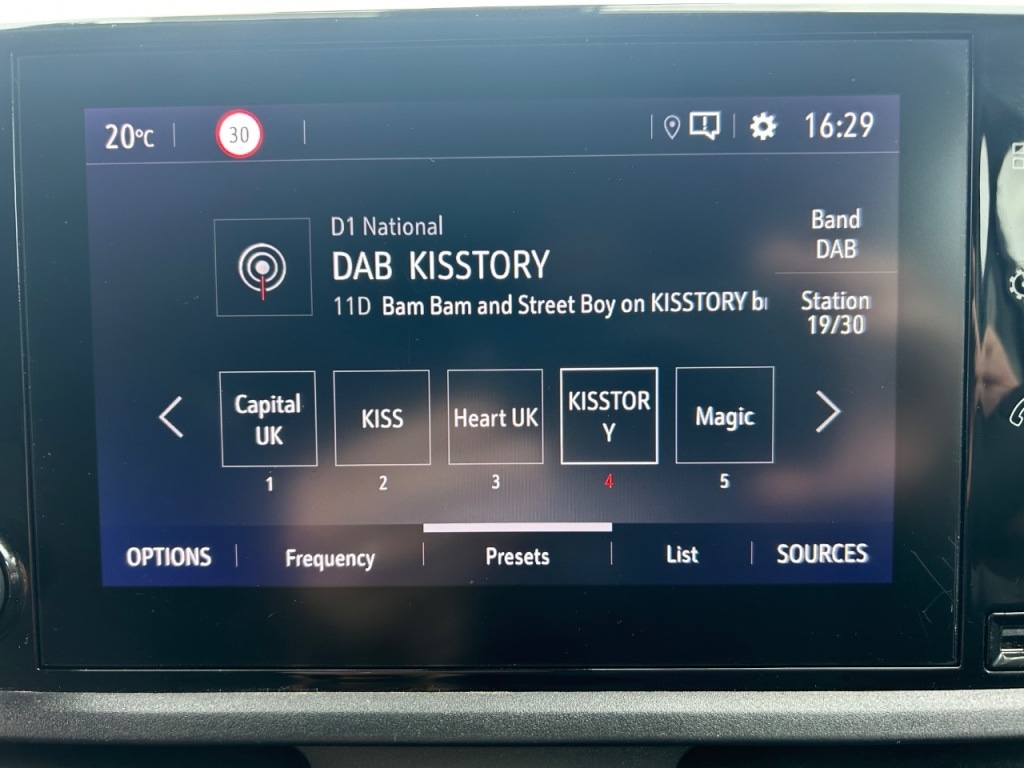 20°C
30
16:29
D1 National
DAB KISSTORY
11D Bam Bam and Street Boy on KISSTORY
Band
DAB
Station
19/30
Capital
UK
KISS
Heart UK
KISSTOR
Y
Magic
1 2 3 4 5
OPTIONS Frequency Presets List SOURCES